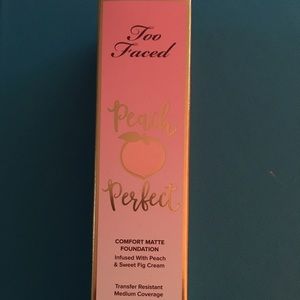 Too
Faced
Peach
Perfect
COMFORT MATTE
FOUNDATION
Infused With Peach
& Sweet Fig Cream
Transfer Resistant
Medium Coverage